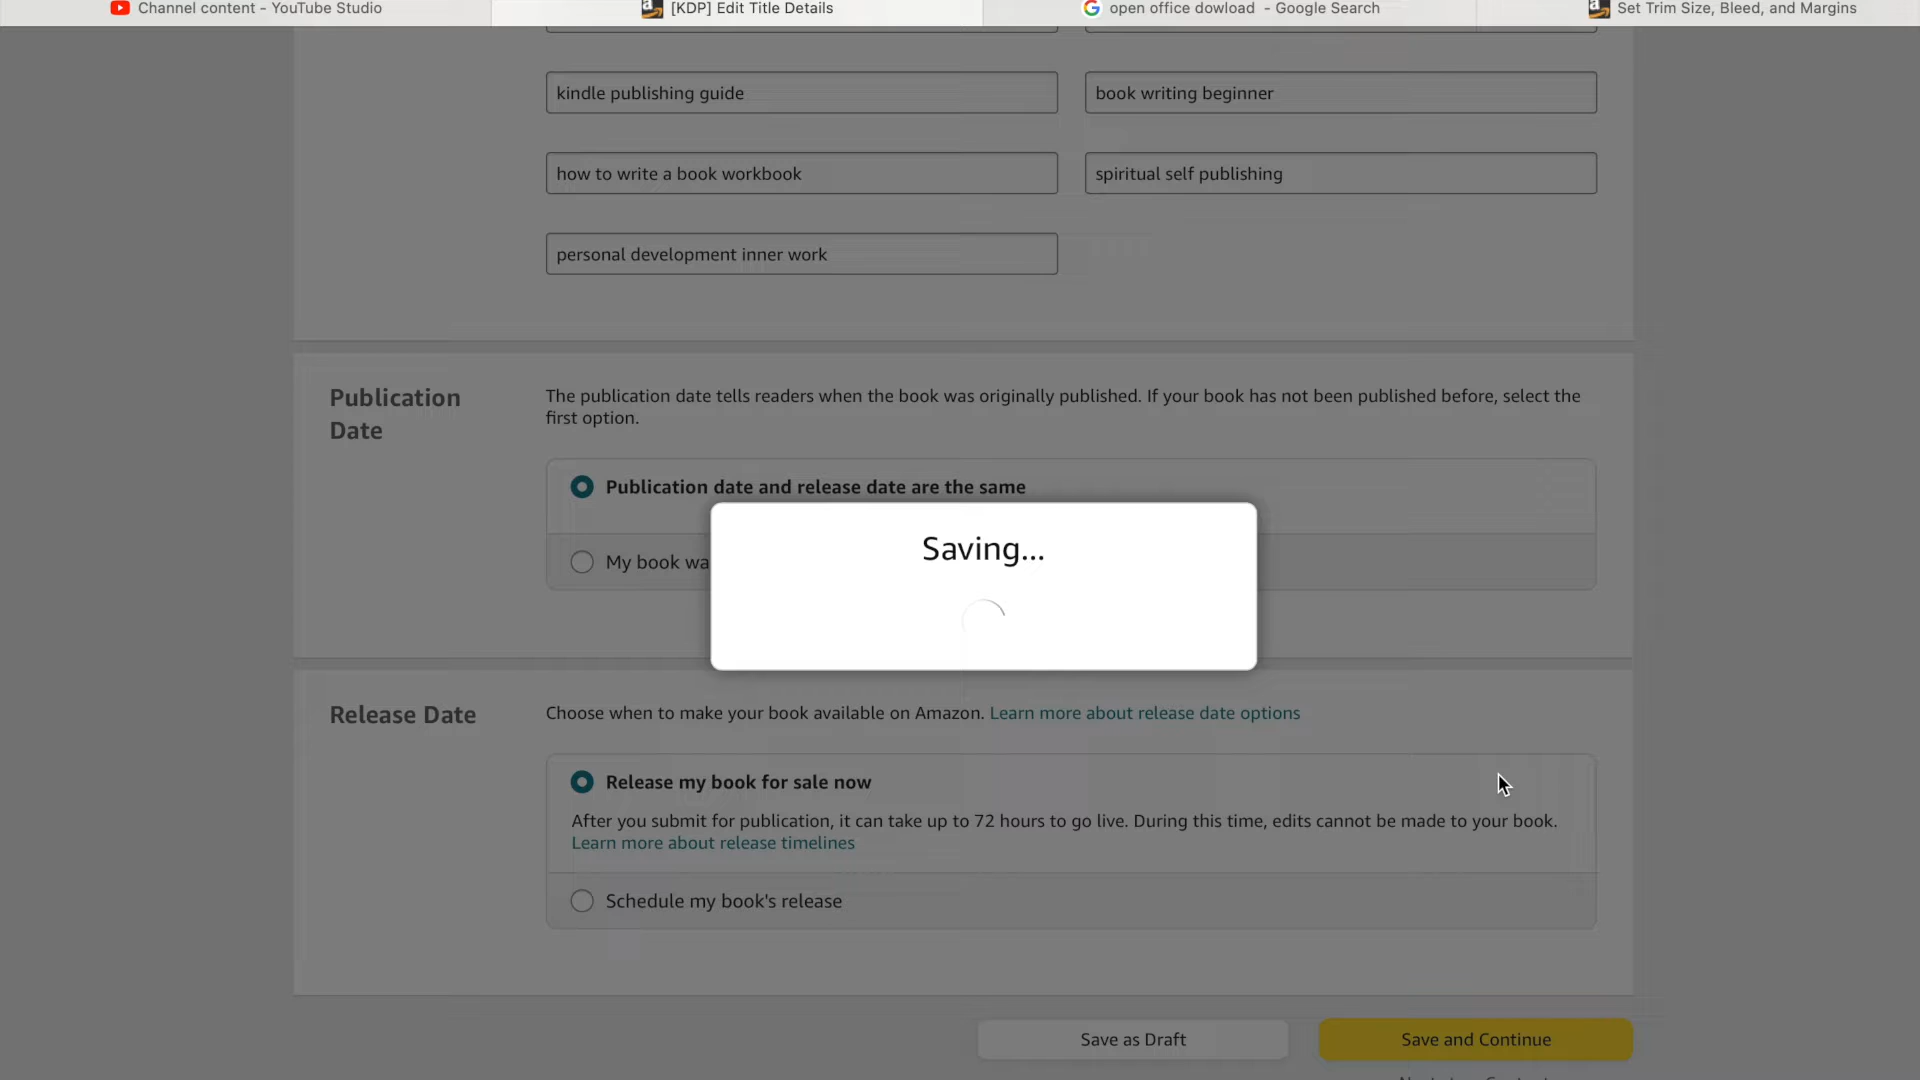 Channel content - YouTube Studio
[KDP] Edit Title Details
open office dowload - Google Search
Set Trim Size, Bleed, and Margins
kindle publishing guide
book writing beginner
how to write a book workbook
spiritual self publishing
personal development inner work
Publication
Date
The publication date tells readers when the book was originally published. If your book has not been published before, select the
first option.
Publication date and release date are the same
My book wa
Saving...
Release Date
Choose when to make your book available on Amazon. Learn more about release date options
Release my book for sale now
After you submit for publication, it can take up to 72 hours to go live. During this time, edits cannot be made to your book.
Learn more about release timelines
Schedule my book's release
Save as Draft
Save and Continue